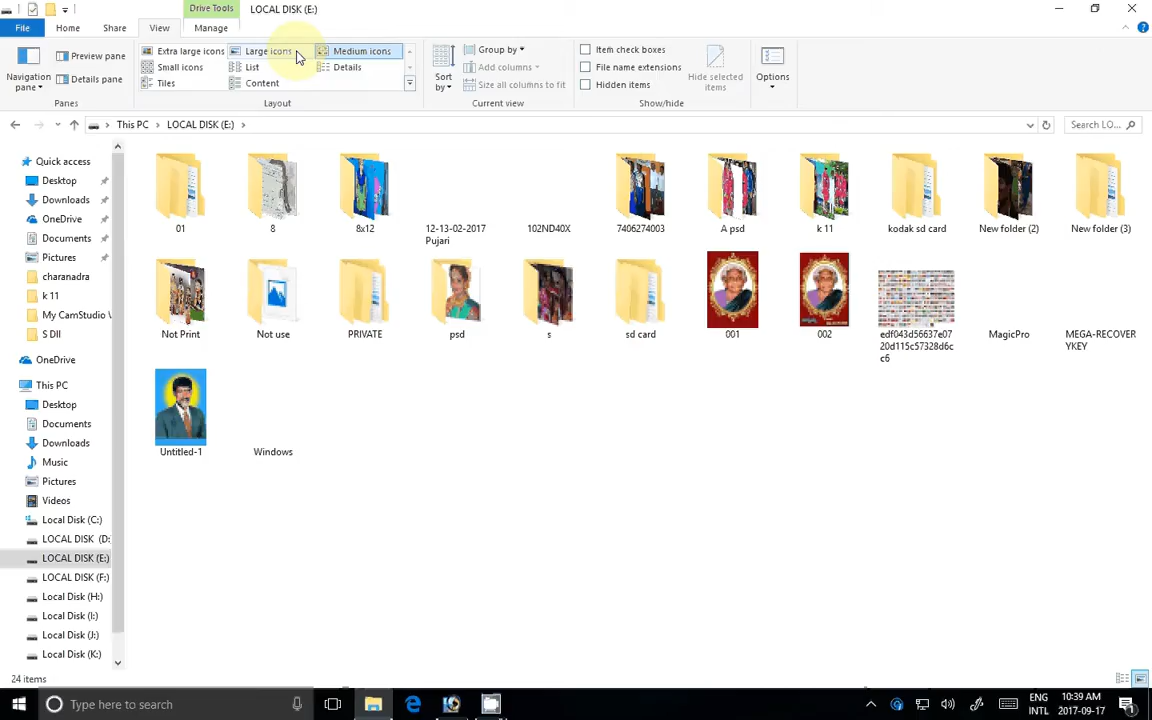 Drive Tools LOCAL DISK (E:)
File Home Share View Manage
Navigation pane
Preview pane
Details pane
Panes
Extra large icons Large icons Medium icons
Small icons List Details
Tiles Content
Layout
Sort by
Group by
Add columns
Size all columns to fit
Current view
Item check boxes
File name extensions
Hidden items
Hide selected items
Show/hide
Options
This PC LOCAL DISK (E:)
Search LO...
Quick access
Desktop
Downloads
OneDrive
Documents
Pictures
charanadra
k 11
My CamStudio
S DII
OneDrive
This PC
Desktop
Documents
Downloads
Music
Pictures
Videos
Local Disk (C:)
LOCAL DISK (D:
LOCAL DISK (E:)
LOCAL DISK (F:)
Local Disk (H:)
Local Disk (I:)
Local Disk (J:)
Local Disk (K:)
01 8 8x12 12-13-02-2017 102ND40X 7406274003 A psd k 11 kodak sd card New folder (2) New folder (3)
Pujari
Not Print Not use PRIVATE psd s sd card 001 002 edf043d56637e07 MagicPro MEGA-RECOVER
20d115c57328d6c YKEY
c6
Untitled-1 Windows
24 items
Type here to search
ENG 10:39 AM
INTL 2017-09-17
1